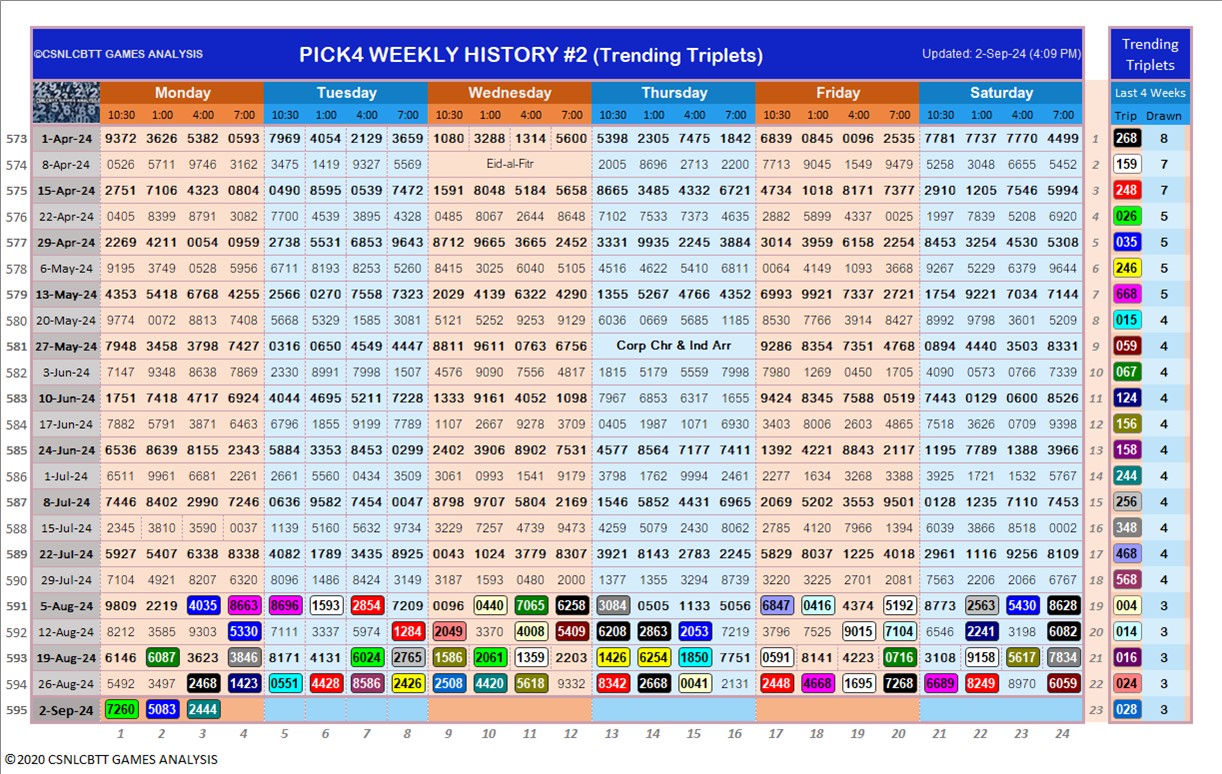 ©CSNLCBTT GAMES ANALYSIS PICK4 WEEKLY HISTORY #2 (Trending Triplets) Updated: 2-Sep-24 (4:09 PM) Trending Triplets
Monday Tuesday Wednesday Thursday Friday Saturday Last 4 Weeks
10:30 1:00 4:00 7:00 10:30 1:00 4:00 7:00 10:30 1:00 12:00 7:00 10:30 1:00 4:00 7:00 10:30 1:00 4:00 7:00 10:30 1:00 4:00 7:00 Trip Drawn
573 1-Apr-24 9372 3626 5382 0593 7969 4054 2129 3659 1080 3288 1314 5600 5398 2305 7475 1842 6839 0845 0096 2535 7781 7737 7770 4499 1 268 8
574 8-Apr-24 0526 5711 9746 3162 3475 1419 9327 5569 Eid-al-Fitr 2005 8696 2713 2200 7713 9045 1549 9479 5258 3048 6655 5452 2 159 7
575 15-Apr-24 2751 7106 4323 0804 0490 8595 0539 7472 1591 8048 5184 5658 8665 3485 4332 6721 4734 1018 8171 7377 2910 1205 7546 5994 3 248 7
576 22-Apr-24 0405 8399 8791 3082 7700 4539 3895 4328 0485 8067 2644 8648 7102 7533 7373 4635 2882 5899 4337 0025 1997 7839 5208 6920 4 026 5
577 29-Apr-24 2269 4211 0054 0959 2738 5531 6853 9643 8712 9665 3665 2452 3331 9935 2245 3884 3014 3959 6158 2254 8453 3254 4530 5308 5 035 5
578 6-May-24 9195 3749 0528 5956 6711 8193 8253 5260 8415 3025 6040 5105 4516 4622 5410 6811 0064 4149 1093 3668 9267 5229 6379 9644 6 246 5
579 13-May-24 4353 5418 6768 4255 2566 0270 7558 7323 2029 4139 6322 4290 1355 5267 4766 4352 6993 9921 7337 2721 1754 9221 7034 7144 7 668 5
580 20-May-24 9774 0072 8813 7408 5668 5329 1585 3081 5121 5252 9253 9129 6036 0669 5685 1185 8530 7766 3914 8427 8992 9798 3601 5209 8 015 4
581 27-May-24 7948 3458 3798 7427 0316 0650 4549 4447 9811 9611 0763 6756 Corp Chr & Ind Arr 9286 8354 7351 4768 0894 4440 3503 8331 9 059 4
582 3-Jun-24 7147 9348 8638 7869 2330 8991 7998 1507 4576 9090 7556 4817 1815 5179 5559 7998 7980 1269 0450 1705 4090 0573 0766 7339 10 067 4
583 10-Jun-24 1751 7418 4717 6924 4044 4695 5211 7228 1333 9161 4052 1098 7967 6853 6317 1655 9424 8345 7588 0519 7443 0129 0600 8526 11 124 4
584 17-Jun-24 7882 5791 3871 6463 6796 1855 9199 7789 1107 2667 9278 3709 0405 1987 1071 6930 3403 8006 2603 4865 7518 3626 0709 9398 12 156 4
585 24-Jun-24 6536 8639 8155 2343 5884 3353 8453 0299 2402 3906 8902 7531 4577 8564 7177 7411 1392 4221 8843 2117 1195 7789 1388 3966 13 158 4
586 1-Jul-24 6511 9961 6681 2261 2661 5560 0434 3509 0061 0993 1541 9179 3798 1762 9994 2461 2277 1634 3268 3388 3925 1721 1532 5767 14 244 4
587 8-Jul-24 7446 8402 2990 7246 0636 9582 7454 0047 8798 9707 5804 2169 1546 5852 4431 6965 2069 5202 3553 9501 0128 1235 7110 7453 15 256 4
588 15-Jul-24 2345 3810 3590 0037 1139 5160 5632 9734 3229 7257 4739 9473 4259 5079 2430 8062 2785 4120 7966 1394 6039 3866 8518 0002 16 348 4
589 22-Jul-24 5927 5407 6338 8338 4082 1789 3435 8925 0043 1024 3779 8307 3921 8143 2783 2245 5829 8037 1225 4018 2961 1116 9256 8109 17 468 4
590 29-Jul-24 7104 4921 8207 6320 8096 1486 8424 3149 3187 1593 0480 2000 1377 1355 3294 8739 3220 3225 2701 2081 7563 2206 2066 6767 18 568 4
591 5-Aug-24 9809 2219 4035 8663 8696 1593 2854 7209 0096 0440 7065 6258 3084 0505 1133 5056 6847 0416 4374 5192 8773 2563 5430 8628 19 004 3
592 12-Aug-24 8212 3585 9303 5330 7111 3337 5974 1284 2049 3370 4008 5409 6208 2863 2053 7219 3796 7525 9015 7104 6546 2241 3198 6082 20 014 3
593 19-Aug-24 6146 6087 3623 3846 8171 4131 6024 2765 1586 2061 1359 2203 1426 6254 1850 7751 0591 8141 4223 0716 3108 9158 5617 7834 21 016 3
594 26-Aug-24 5492 3497 2468 1423 0551 4428 8586 2426 2508 4420 5618 9332 8342 2668 0041 2131 2448 4668 1695 7268 6689 8249 8970 6059 22 024 3
595 2-Sep-24 7260 5083 2444 23 028 3
1 2 3 4 5 6 7 8 9 10 11 12 13 14 15 16 17 18 19 20 21 22 23 24
©2020 CSNLCBTT GAMES ANALYSIS